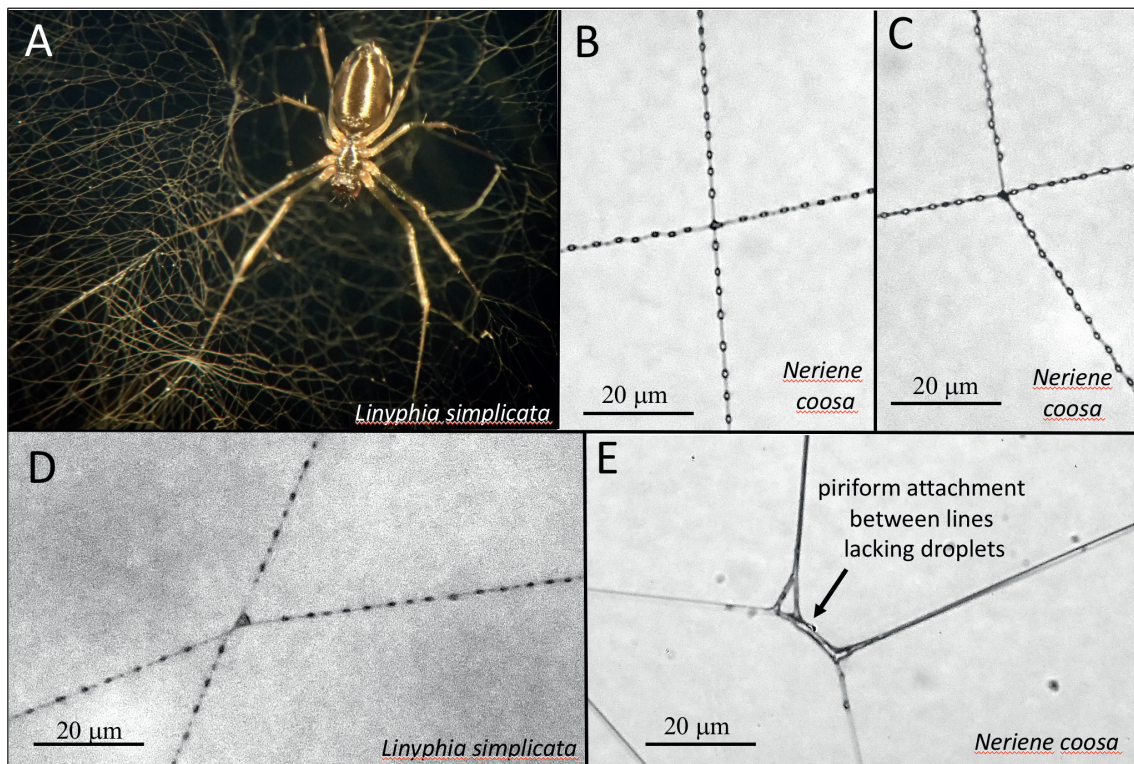 A
Linyphia simplicata
B
20 μm
Neriene
coosa
C
20 μm
Neriene
coosa
D
20 μm
Linyphia simplicata
E
piriform attachment
between lines
lacking droplets
20 μm
Neriene coosa